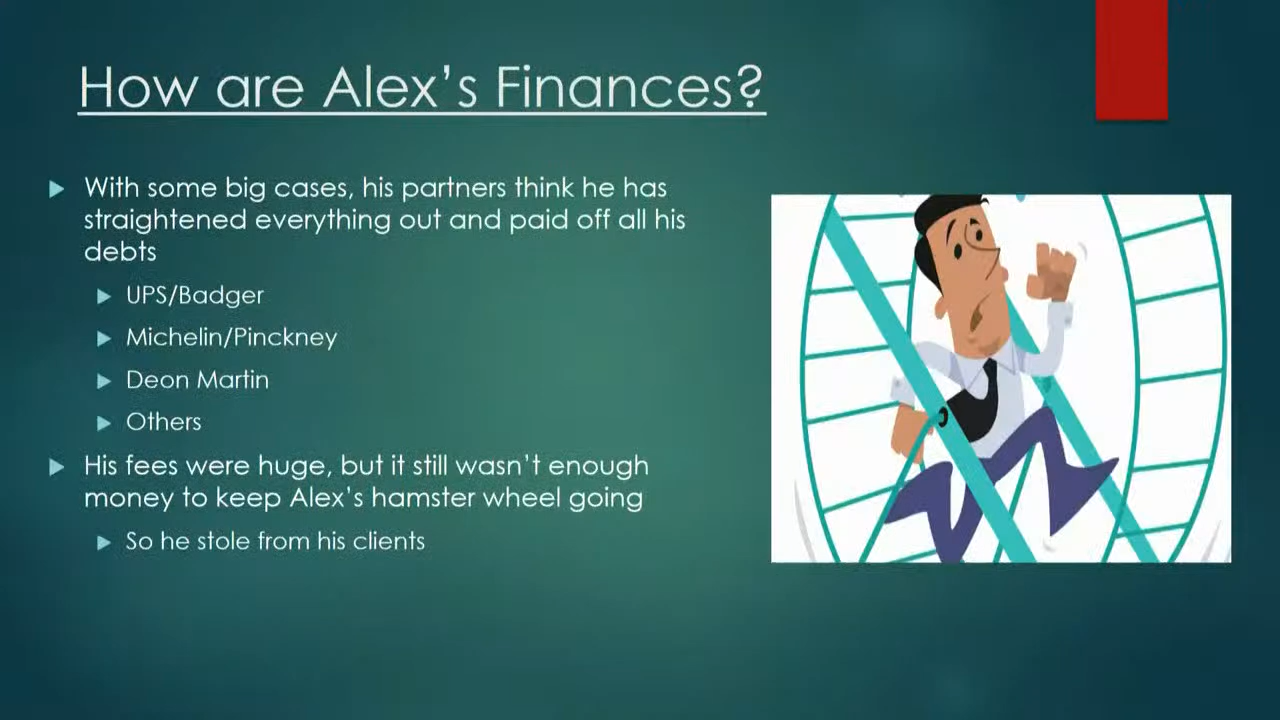 How are Alex's Finances?
With some big cases, his partners think he has
straightened everything out and paid off all his
debts
UPS/Badger
Michelin/Pinckney
Deon Martin
Others
His fees were huge, but it still wasn't enough
money to keep Alex's hamster wheel going
So he stole from his clients